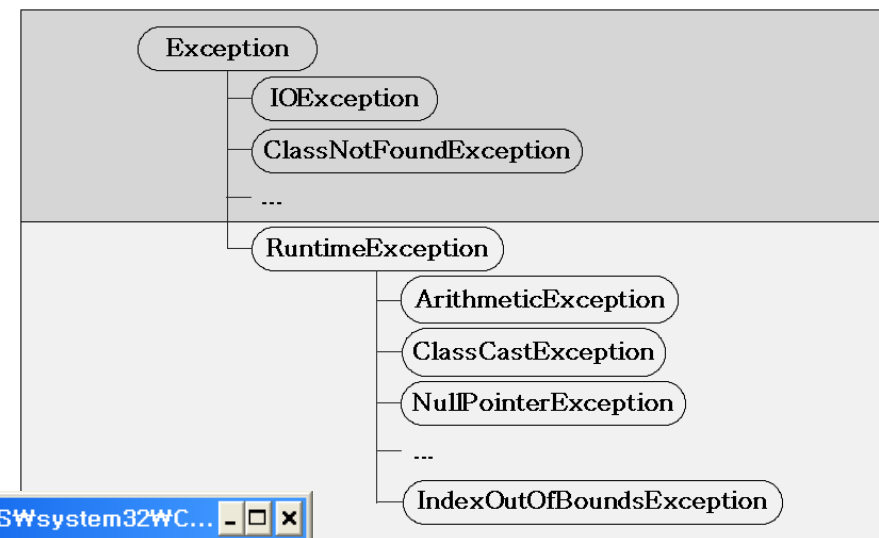 Exception
IOException
ClassNotFoundException
...
RuntimeException
ArithmeticException
ClassCastException
NullPointerException
...
IndexOutOfBoundsException
S₩system32₩C...